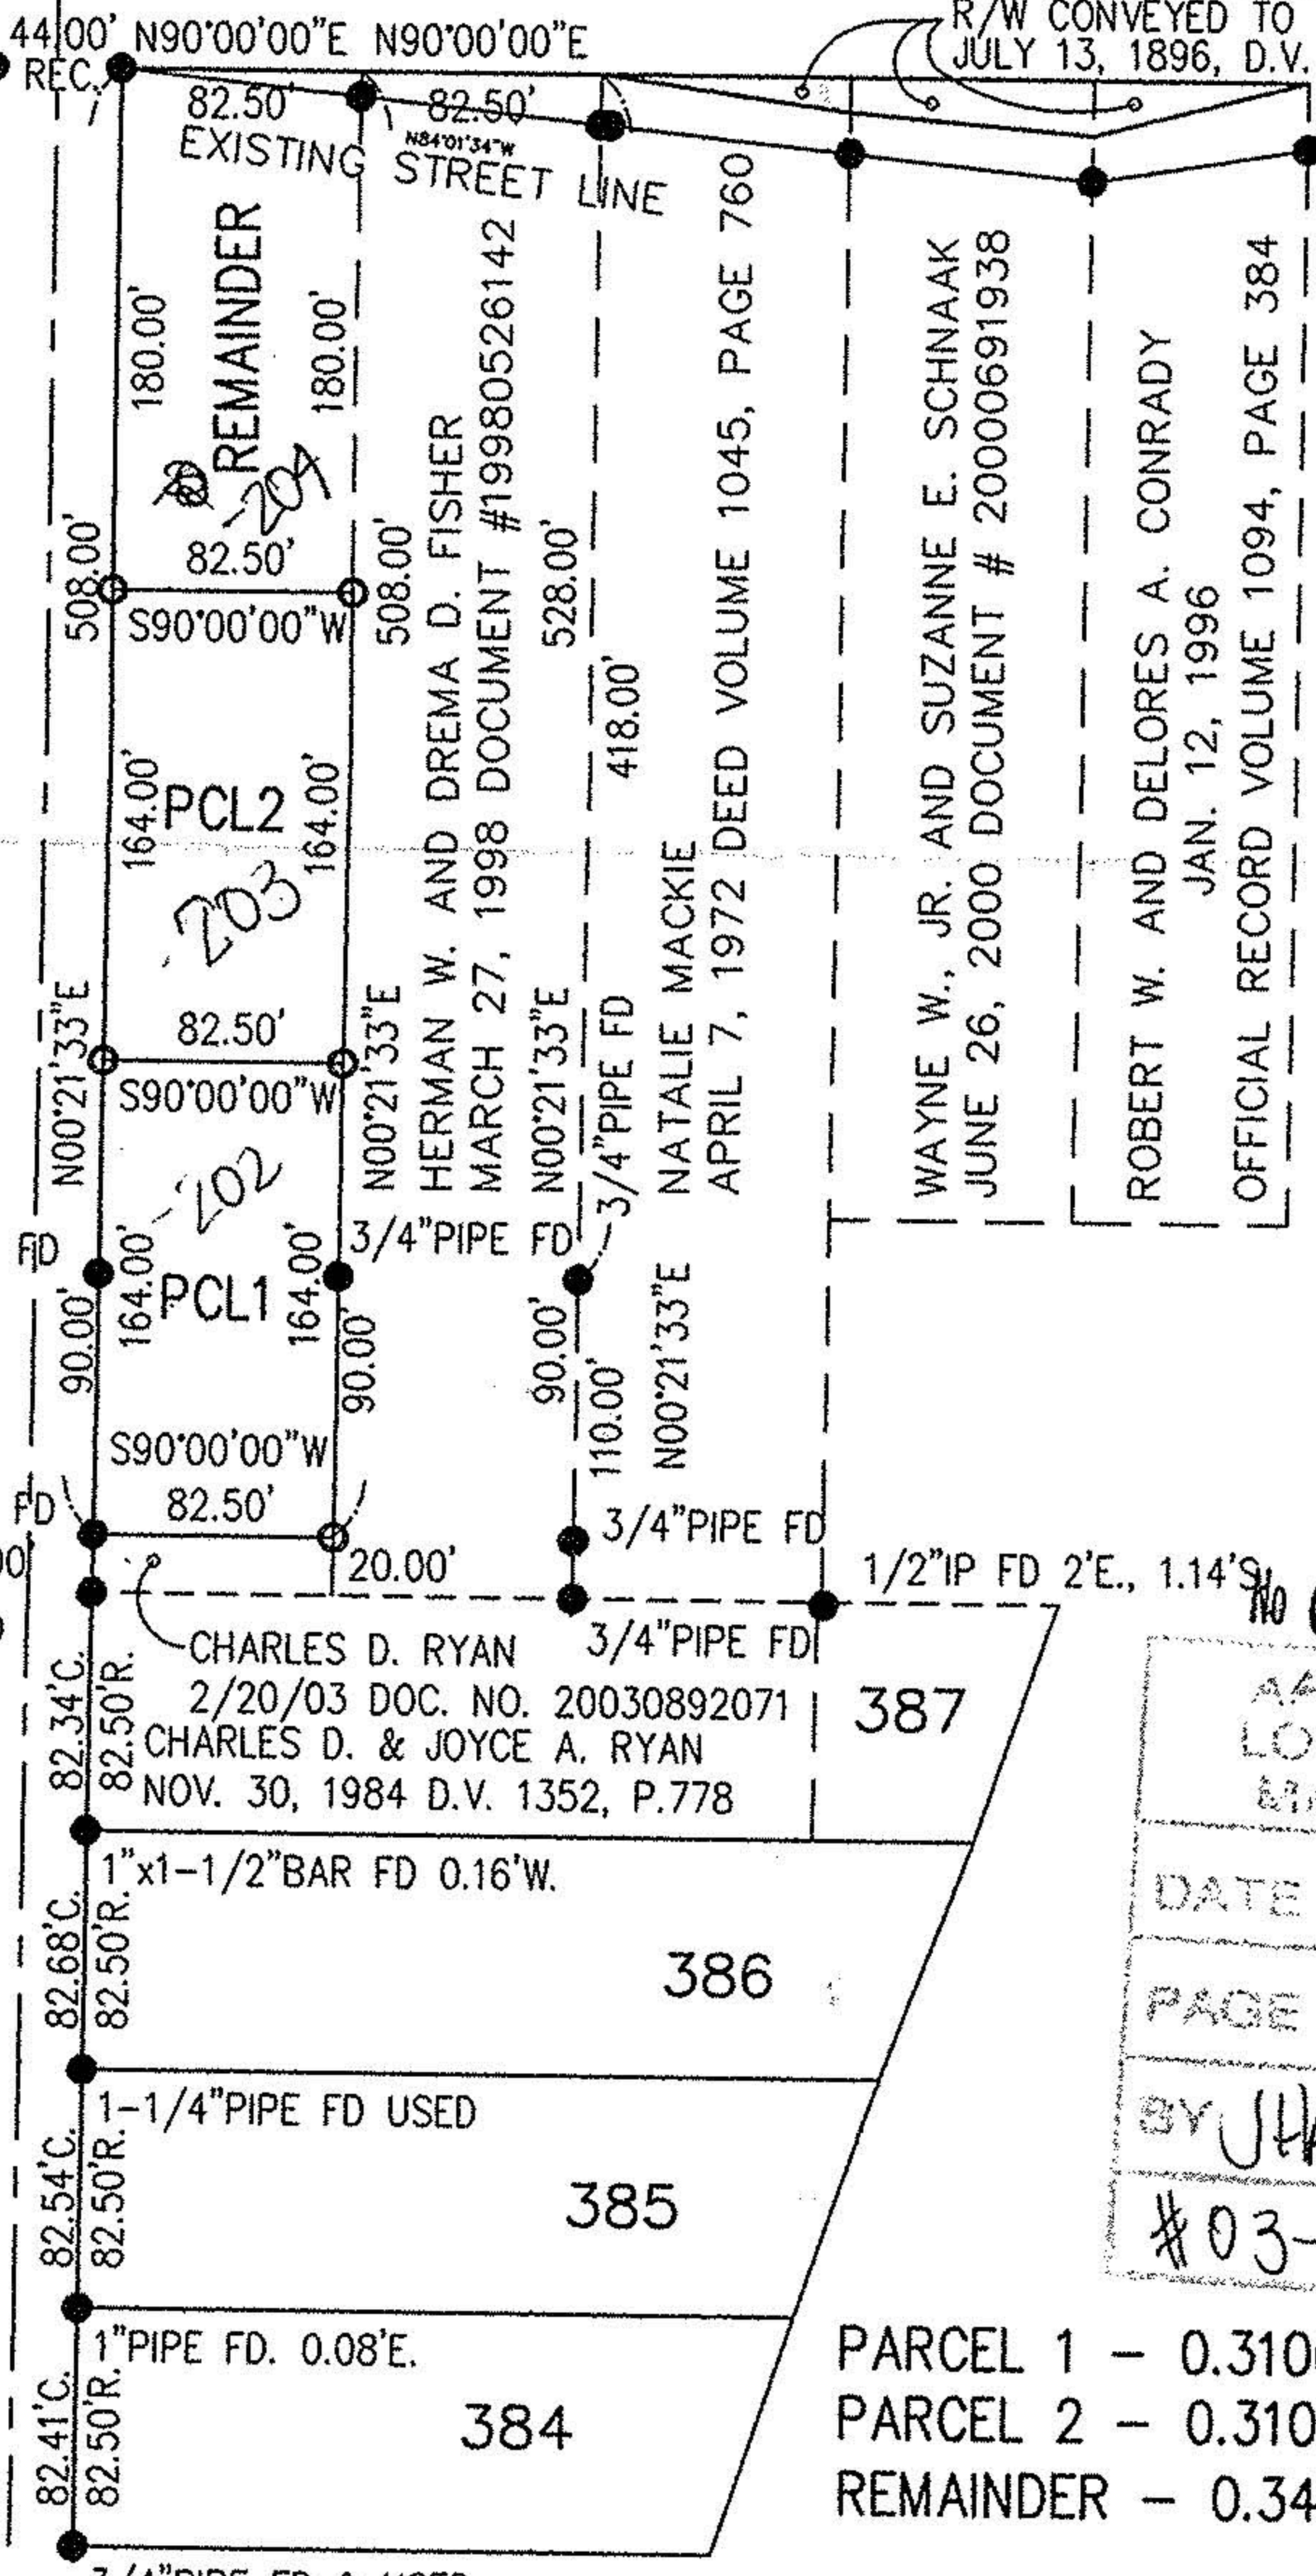 44.00' N90°00'00"E N90°00'00"E
R/W CONVEYED TO
REC.
JULY 13, 1896, D.V.
82.50' 82.50'
N84°01'34"W
EXISTING STREET LINE
REMAINDER
180.00'
180.00'
-204
508.00'
82.50'
S90°00'00"W
508.00'
HERMAN W. AND DREMA D. FISHER
MARCH 27, 1998 DOCUMENT #19980526142
528.00'
418.00'
NATALIE MACKIE
APRIL 7, 1972 DEED VOLUME 1045, PAGE 760
WAYNE W., JR. AND SUZANNE E. SCHNAAK
JUNE 26, 2000 DOCUMENT # 20000691938
ROBERT W. AND DELORES A. CONRADY
JAN. 12, 1996
OFFICIAL RECORD VOLUME 1094, PAGE 384
164.00'
PCL2
164.00'
-203
N00°21'33"E
82.50'
S90°00'00"W
N00°21'33"E
N00°21'33"E
3/4"PIPE FD
-202
FD
3/4"PIPE FD
164.00'
PCL1
164.00'
90.00'
90.00'
90.00'
110.00'
N00°21'33"E
S90°00'00"W
82.50'
FD
3/4"PIPE FD
20.00'
1/2"IP FD 2'E., 1.14'S.
NO
CHARLES D. RYAN
3/4"PIPE FD
2/20/03 DOC. NO. 20030892071
CHARLES D. & JOYCE A. RYAN
NOV. 30, 1984 D.V. 1352, P.778
387
82.34'C.
82.50'R.
1"x1-1/2"BAR FD 0.16'W.
82.68'C.
82.50'R.
386
DATE
PAGE
1-1/4"PIPE FD USED
BY
82.54'C.
82.50'R.
385
#03-
1"PIPE FD. 0.08'E.
82.41'C.
82.50'R.
384
PARCEL 1 - 0.310
PARCEL 2 - 0.310
REMAINDER - 0.34